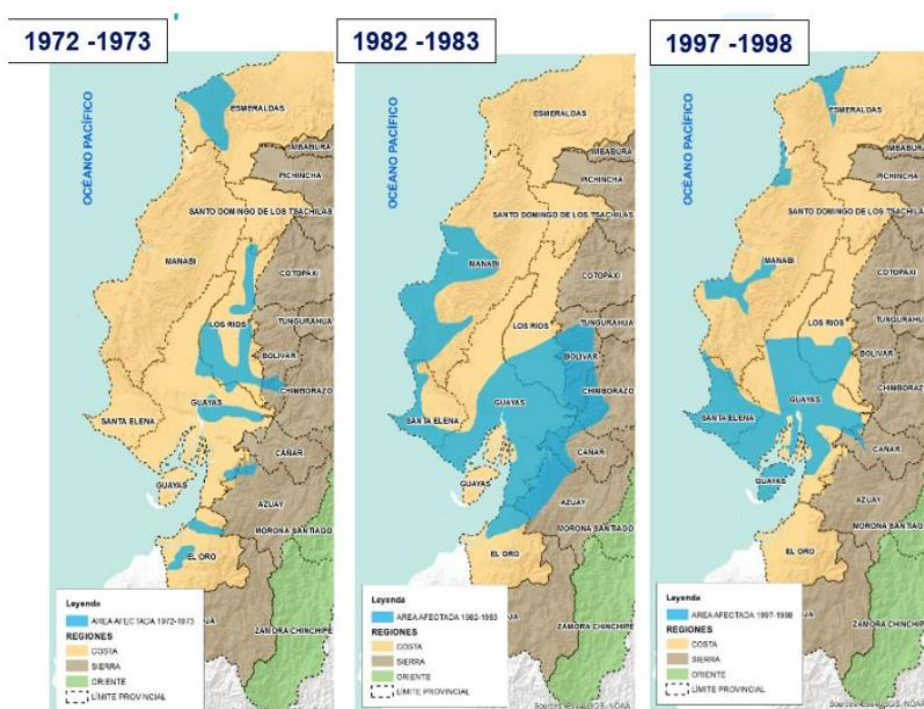 1972 -1973
OCÉANO PACÍFICO
ESMERALDAS
IMBABURA
PICHINCHA
SANTO DOMINGO DE LOS TSACHILAS
MANABI
COTOPAXI
LOS RIOS
TUNGURAHUA
BOLIVAR
CHIMBORAZO
GUAYAS
SANTA ELENA
CAÑAR
GUAYAS
AZUAY
MORONA SANTIAGO
EL ORO
ZAMORA CHINCHIPE
Leyenda
AREA AFECTADA 1972-1973
REGIONES
COSTA
SIERRA
ORIENTE
LÍMITE PROVINCIAL
1982 -1983
OCÉANO PACÍFICO
ESMERALDAS
IMBABURA
PICHINCHA
SANTO DOMINGO DE LOS TSACHILAS
MANABI
COTOPAXI
LOS RIOS
TUNGURAHUA
BOLIVAR
CHIMBORAZO
GUAYAS
SANTA ELENA
CAÑAR
GUAYAS
AZUAY
MORONA SANTIAGO
EL ORO
ZAMORA CHINCHIPE
Leyenda
AREA AFECTADA 1982-1983
REGIONES
COSTA
SIERRA
ORIENTE
LÍMITE PROVINCIAL
1997 -1998
OCÉANO PACÍFICO
ESMERALDAS
IMBABURA
PICHINCHA
SANTO DOMINGO DE LOS TSACHILAS
MANABI
COTOPAXI
LOS RIOS
TUNGURAHUA
BOLIVAR
CHIMBORAZO
GUAYAS
SANTA ELENA
CAÑAR
GUAYAS
AZUAY
MORONA SANTIAGO
EL ORO
ZAMORA CHINCHIPE
Leyenda
AREA AFECTADA 1997-1998
REGIONES
COSTA
SIERRA
ORIENTE
LÍMITE PROVINCIAL